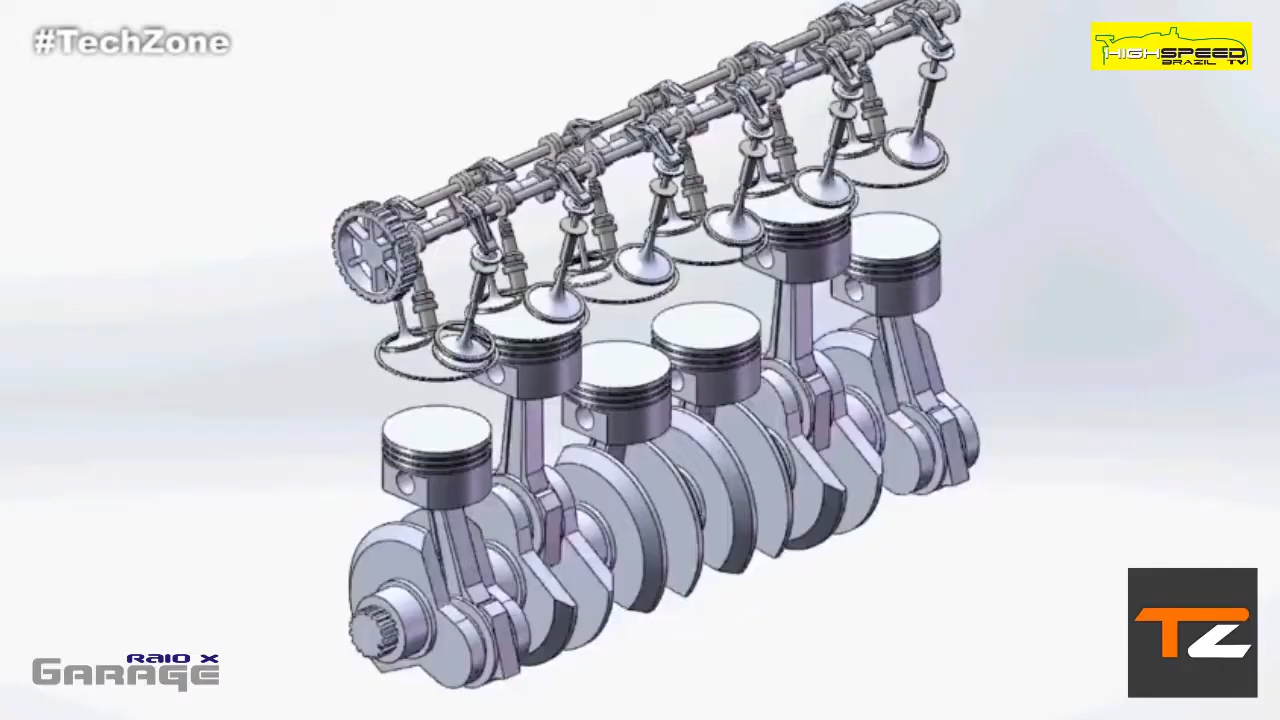 #TechZone
HIGHSPEED
BRAZIL TV
RAIO X
GARAGE
TZ